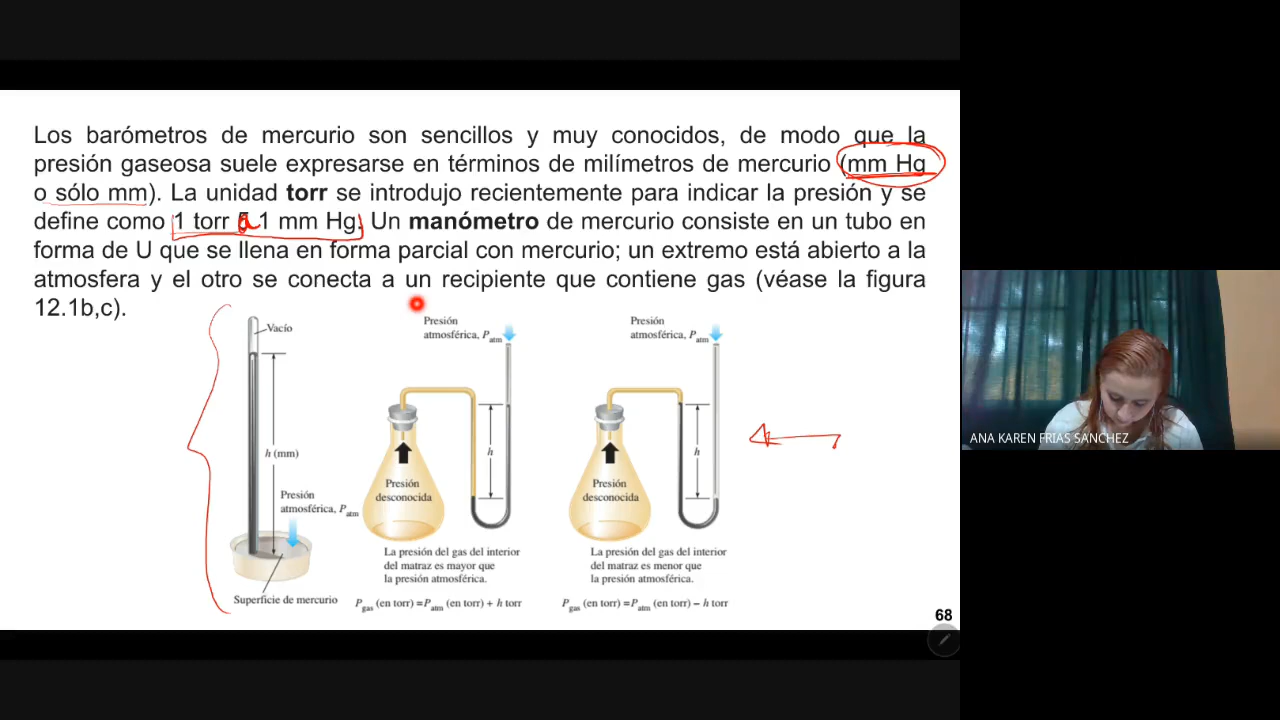 Los barómetros de mercurio son sencillos y muy conocidos, de modo que la
presión gaseosa suele expresarse en términos de milímetros de mercurio (mm Hg
o sólo mm). La unidad torr se introdujo recientemente para indicar la presión y se
define como 1 torr a 1 mm Hg. Un manómetro de mercurio consiste en un tubo en
forma de U que se llena en forma parcial con mercurio; un extremo está abierto a la
atmosfera y el otro se conecta a un recipiente que contiene gas (véase la figura
12.1b,c).
Vacío
h (mm)
Presión
atmosférica, Patm
Superficie de mercurio
Presión
atmosférica, Patm
h
Presión
desconocida
La presión del gas del interior
del matraz es mayor que
la presión atmosférica.
Pgas (en torr) = Patm (en torr) + h torr
Presión
atmosférica, Patm
h
Presión
desconocida
La presión del gas del interior
del matraz es menor que
la presión atmosférica.
Pgas (en torr) = Patm (en torr) – h torr
68
ANA KAREN FRIAS SANCHEZ